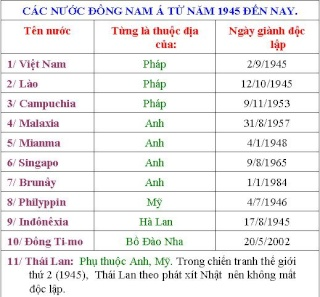 CÁC NƯỚC ĐÔNG NAM Á TỪ NĂM 1945 ĐẾN NAY.
Tên nước Từng là thuộc địa của: Ngày giành độc lập
1/ Việt Nam Pháp 2/9/1945
2/ Lào Pháp 12/10/1945
3/ Campuchia Pháp 9/11/1953
4/ Malaxia Anh 31/8/1957
5/ Mianma Anh 4/1/1948
6/ Singapo Anh 9/8/1965
7/ Brunây Anh 1/1/1984
8/ Philyppin Mỹ 4/7/1946
9/ Inđônêxia Hà Lan 17/8/1945
10/ Đông Ti-mo Bồ Đào Nha 20/5/2002
11/ Thái Lan: Phụ thuộc Anh, Mỹ. Trong chiến tranh thế giới
thứ 2 (1945), Thái Lan theo phát xít Nhật nên không mất
độc lập.